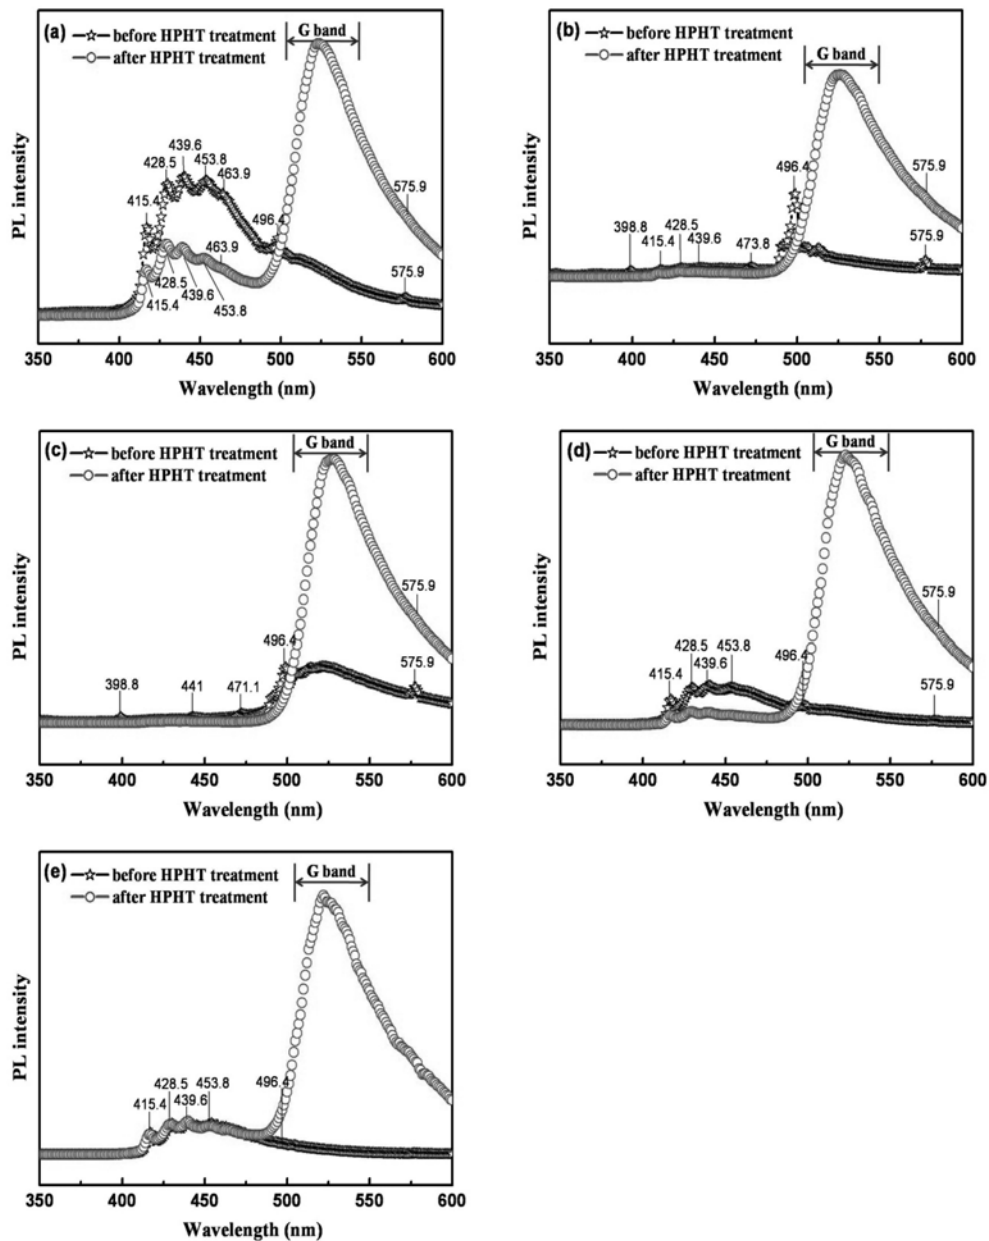 (a)
before HPHT treatment
after HPHT treatment
G band
439.6
453.8
428.5
463.9
415.4
496.4
463.9
575.9
575.9
428.5
415.4
439.6
453.8
PL intensity
350 400 450 500 550 600
Wavelength (nm)
(b)
before HPHT treatment
after HPHT treatment
G band
496.4
575.9
398.8
428.5
415.4
439.6
473.8
575.9
PL intensity
350 400 450 500 550 600
Wavelength (nm)
(c)
before HPHT treatment
after HPHT treatment
G band
575.9
496.4
575.9
398.8
441
471.1
PL intensity
350 400 450 500 550 600
Wavelength (nm)
(d)
before HPHT treatment
after HPHT treatment
G band
575.9
428.5
453.8
439.6
496.4
415.4
575.9
PL intensity
350 400 450 500 550 600
Wavelength (nm)
(e)
before HPHT treatment
after HPHT treatment
G band
428.5
453.8
496.4
415.4
439.6
PL intensity
350 400 450 500 550 600
Wavelength (nm)